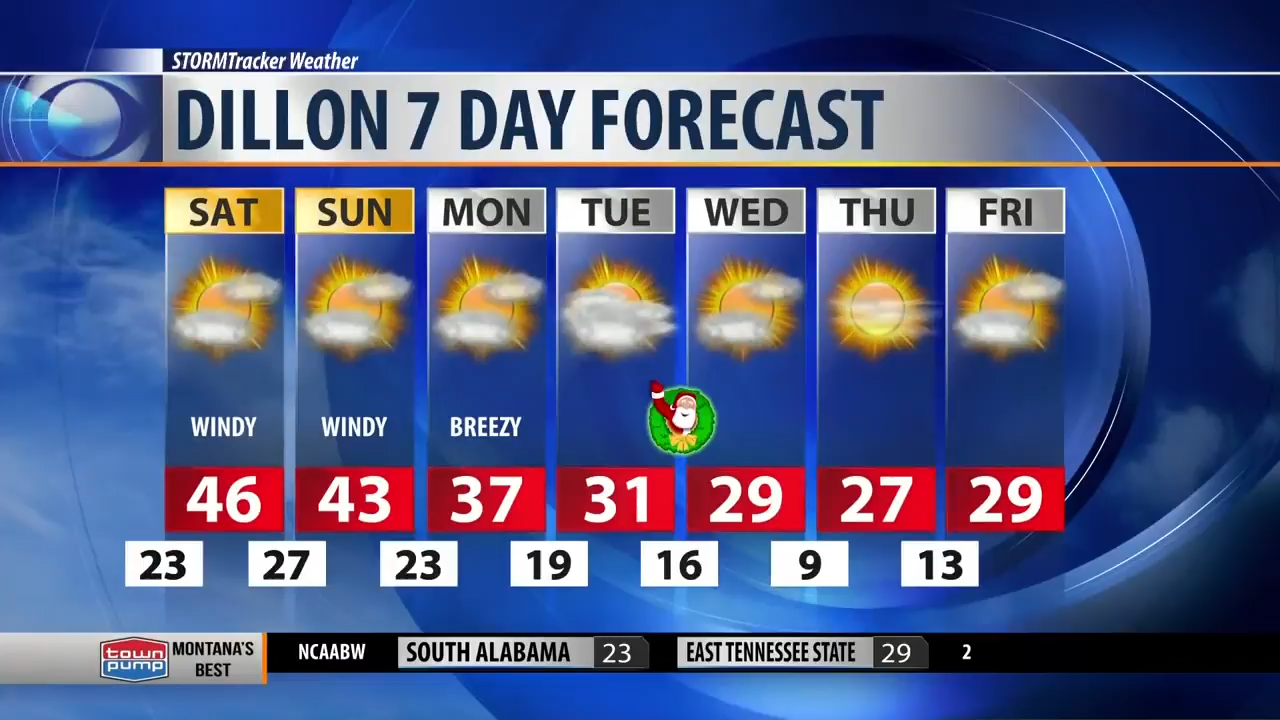 STORMTracker Weather
DILLON 7 DAY FORECAST
SAT SUN MON TUE WED THU FRI
WINDY WINDY BREEZY
46 43 37 31 29 27 29
23 27 23 19 16 9 13
town pump MONTANA'S BEST NCAABW SOUTH ALABAMA 23 EAST TENNESSEE STATE 29 2